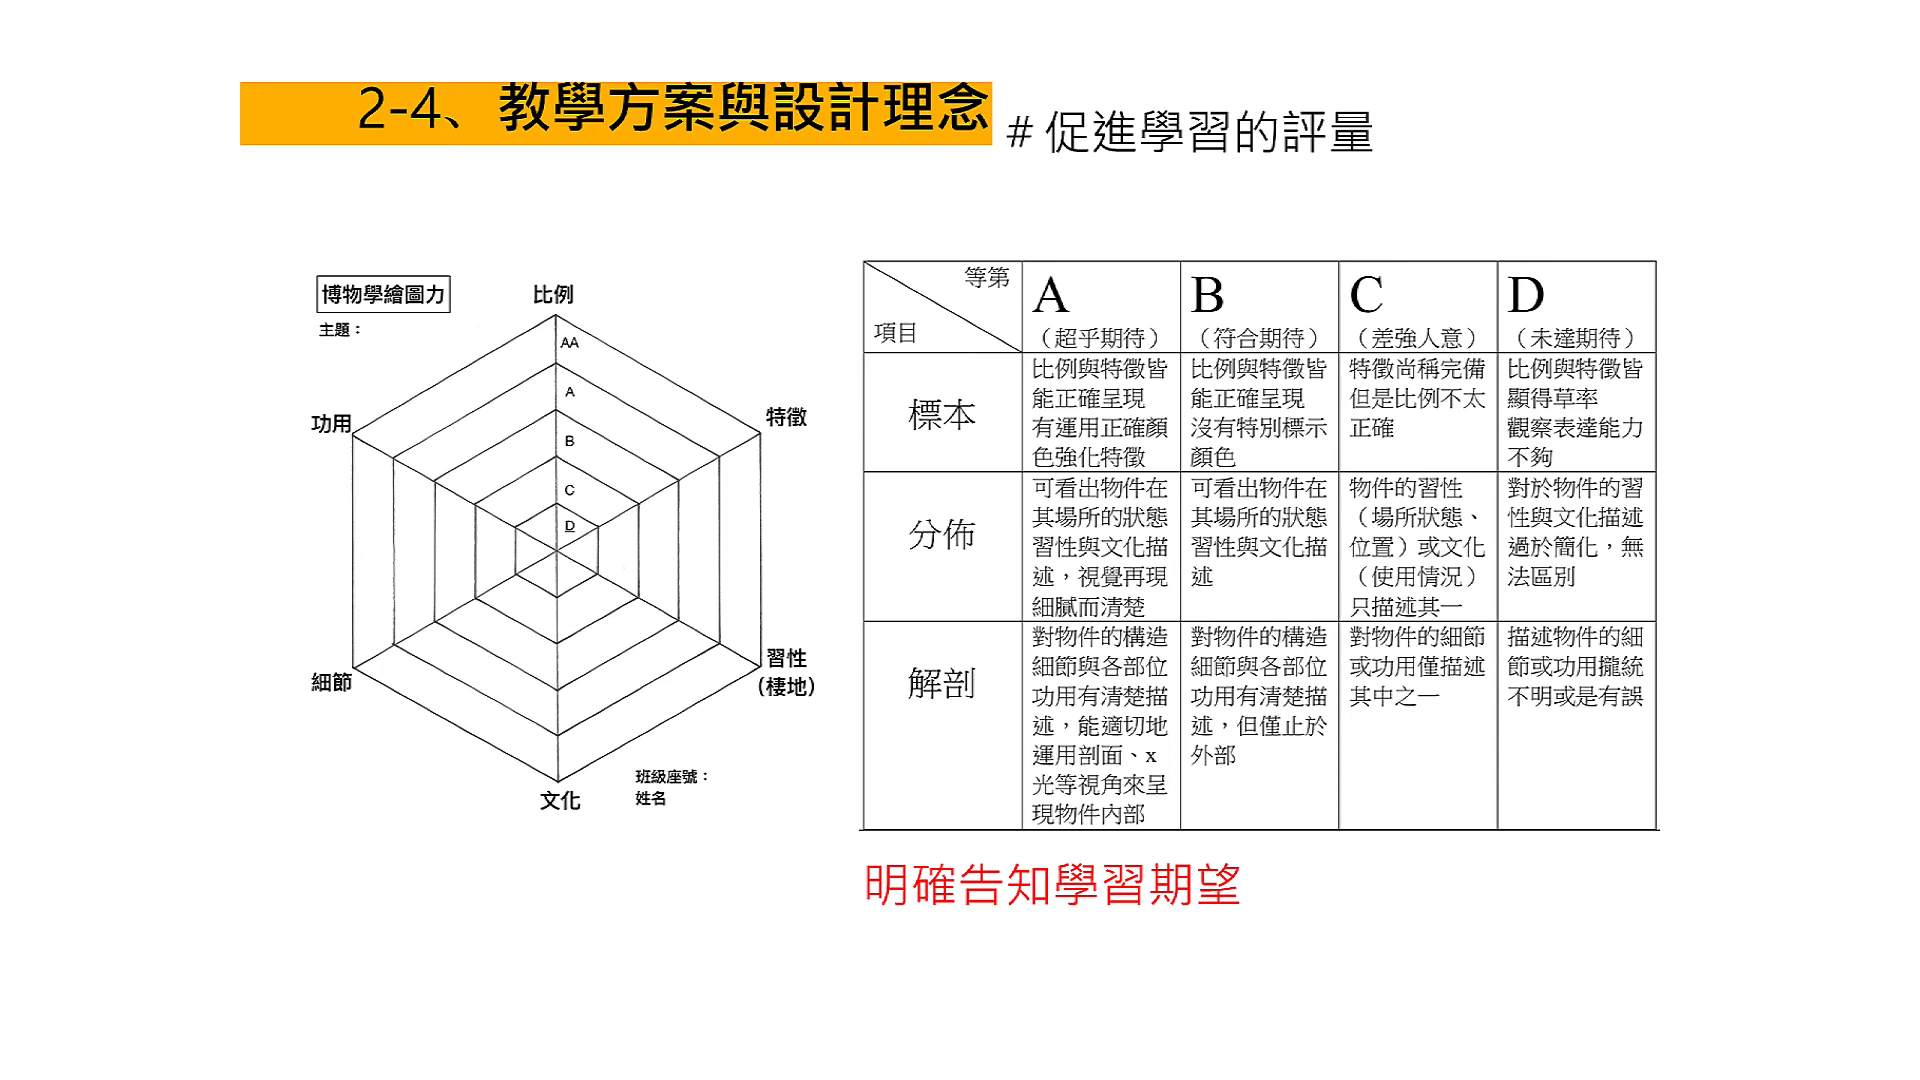 2-4、教學方案與設計理念
#促進學習的評量
博物學繪圖力
主題：
比例
AA
A
B
C
D
功用
特徵
細節
習性
(棲地)
文化
班級座號：
姓名
等第
項目
A
（超乎期待）
B
（符合期待）
C
（差強人意）
D
（未達期待）
標本
比例與特徵皆
能正確呈現
有運用正確顏
色強化特徵
比例與特徵皆
能正確呈現
沒有特別標示
顏色
特徵尚稱完備
但是比例不太
正確
比例與特徵皆
顯得草率
觀察表達能力
不夠
分佈
可看出物件在
其場所的狀態
習性與文化描
述，視覺再現
細膩而清楚
可看出物件在
其場所的狀態
習性與文化描
述
物件的習性
（場所狀態、
位置）或文化
（使用情況）
只描述其一
對於物件的習
性與文化描述
過於簡化，無
法區別
解剖
對物件的構造
細節與各部位
功用有清楚描
述，能適切地
運用剖面、x
光等視角來呈
現物件內部
對物件的構造
細節與各部位
功用有清楚描
述，但僅止於
外部
對物件的細節
或功用僅描述
其中之一
描述物件的細
節或功用攏統
不明或是有誤
明確告知學習期望